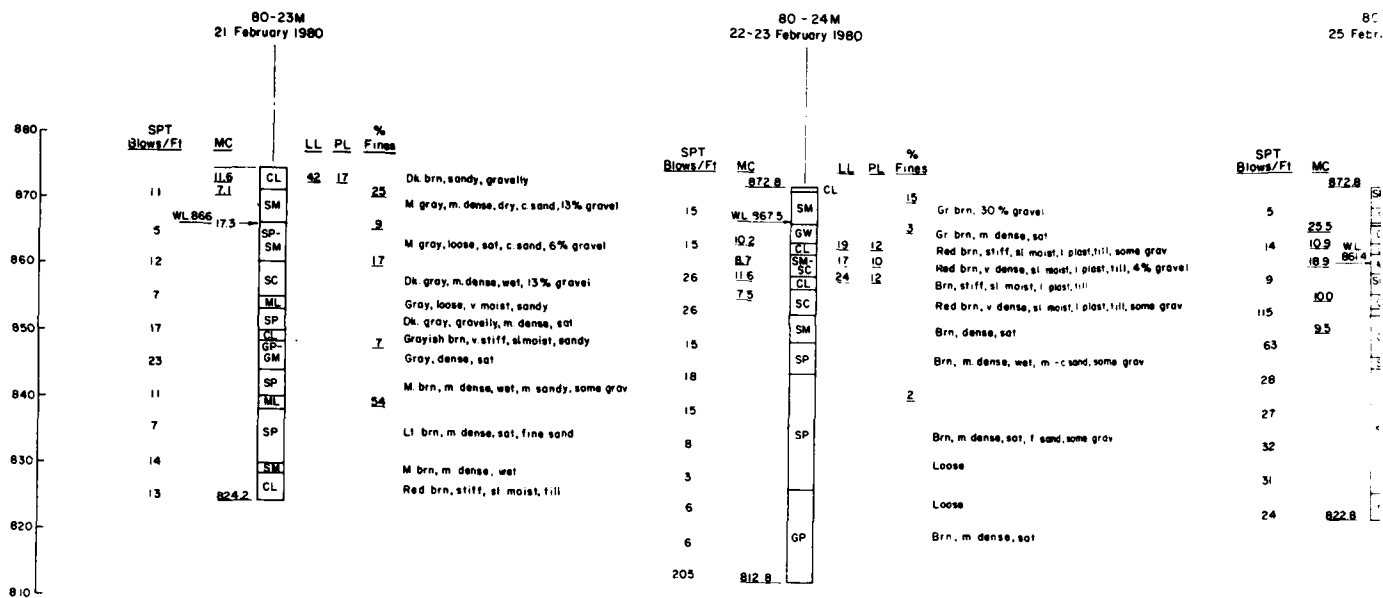 80-23M
21 February 1980
80 - 24M
22-23 February 1980
25
880
870
860
850
840
830
820
810
SPT
Blows/Ft
MC
LL
PL
%
Fines
11.6
CL
42
17
Dk. brn, sandy, gravelly
11
7.1
25
SM
M gray, m. dense, dry, c. sand, 13% gravel
WL 866
17.3
9
5
SP-
SM
M gray, loose, sat, c. sand, 6% gravel
12
17
SC
Dk. gray, m. dense, wet, 13% gravel
7
ML
Gray, loose, v moist, sandy
SP
Dk. gray, gravelly, m. dense, sat
17
CL
Grayish brn, v. stiff, sl moist, sandy
GP-
GM
7
Gray, dense, sat
23
SP
M. brn, m dense, wet, m sandy, some grav
11
ML
54
7
SP
Lt brn, m dense, sat, fine sand
14
SM
M brn, m dense, wet
CL
Red brn, stiff, sl moist, till
13
824.2
SPT
Blows/Ft
MC
LL
PL
%
Fines
872.8
CL
15
15
SM
Gr brn, 30% gravel
WL 867.5
3
GW
Gr brn, m dense, sat
15
10.2
CL
19
12
Red brn, stiff, sl moist, l plast, till, some grav
8.7
SM-
SC
17
10
Red brn, v dense, sl moist, l plast, till, 4% gravel
26
11.6
CL
24
12
Brn, stiff, sl moist, l plast, till
7.5
SC
Red brn, v dense, sl moist, l plast, till, some grav
26
SM
Brn, dense, sat
15
SP
Brn, m. dense, wet, m -c sand, some grav
18
2
15
SP
Brn, m dense, sat, f sand, some grav
8
Loose
3
Loose
6
GP
Brn, m dense, sat
6
205
812.8
SPT
Blows/Ft
MC
872.8
5
25.5
14
10.9
WL
861.4
18.9
9
10.0
115
9.5
63
28
27
32
31
24
822.8